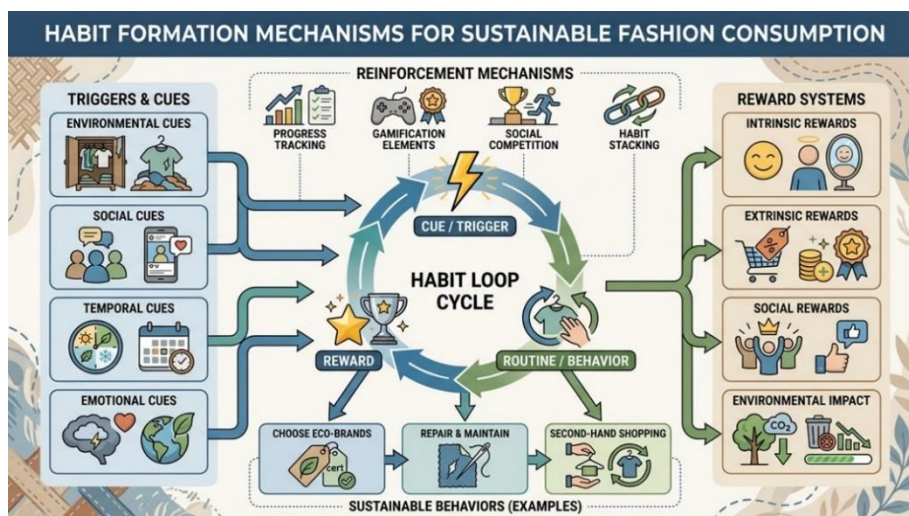 HABIT FORMATION MECHANISMS FOR SUSTAINABLE FASHION CONSUMPTION
TRIGGERS & CUES
ENVIRONMENTAL CUES
SOCIAL CUES
TEMPORAL CUES
EMOTIONAL CUES
REINFORCEMENT MECHANISMS
PROGRESS
TRACKING
GAMIFICATION
ELEMENTS
SOCIAL
COMPETITION
HABIT
STACKING
CUE / TRIGGER
HABIT LOOP
CYCLE
REWARD
ROUTINE / BEHAVIOR
CHOOSE ECO-BRANDS
cert
REPAIR & MAINTAIN
SECOND-HAND SHOPPING
SUSTAINABLE BEHAVIORS (EXAMPLES)
REWARD SYSTEMS
INTRINSIC REWARDS
EXTRINSIC REWARDS
%
SOCIAL REWARDS
ENVIRONMENTAL IMPACT
CO₂